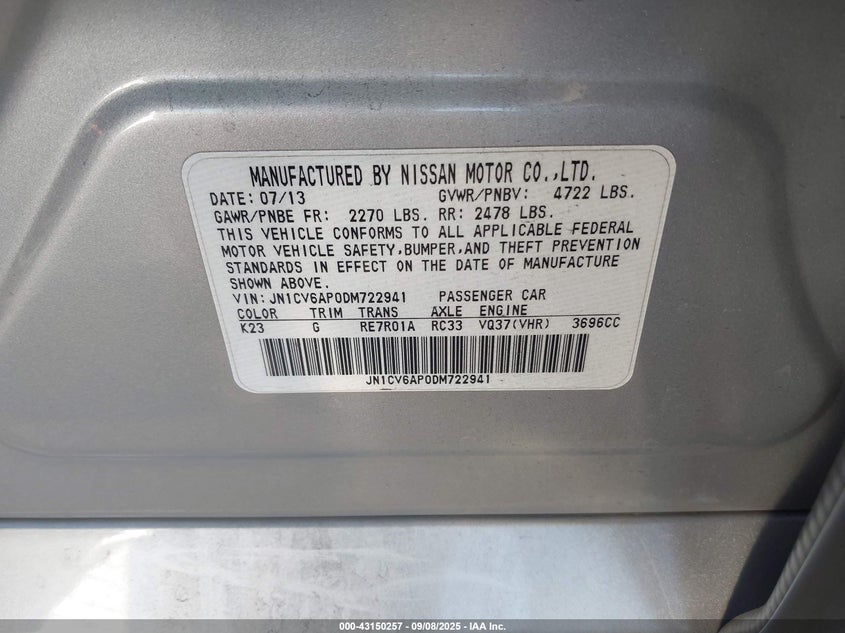 MANUFACTURED BY NISSAN MOTOR CO.,LTD.
DATE: 07/13 GVWR/PNBV: 4722 LBS.
GAWR/PNBE FR: 2270 LBS. RR: 2478 LBS.
THIS VEHICLE CONFORMS TO ALL APPLICABLE FEDERAL
MOTOR VEHICLE SAFETY,BUMPER,AND THEFT PREVENTION
STANDARDS IN EFFECT ON THE DATE OF MANUFACTURE
SHOWN ABOVE.
VIN: JN1CV6AP0DM722941 PASSENGER CAR
COLOR TRIM TRANS AXLE ENGINE
K23 G RE7R01A RC33 VQ37(VHR) 3696CC
JN1CV6AP0DM722941
000-43150257 - 09/08/2025 - IAA Inc.